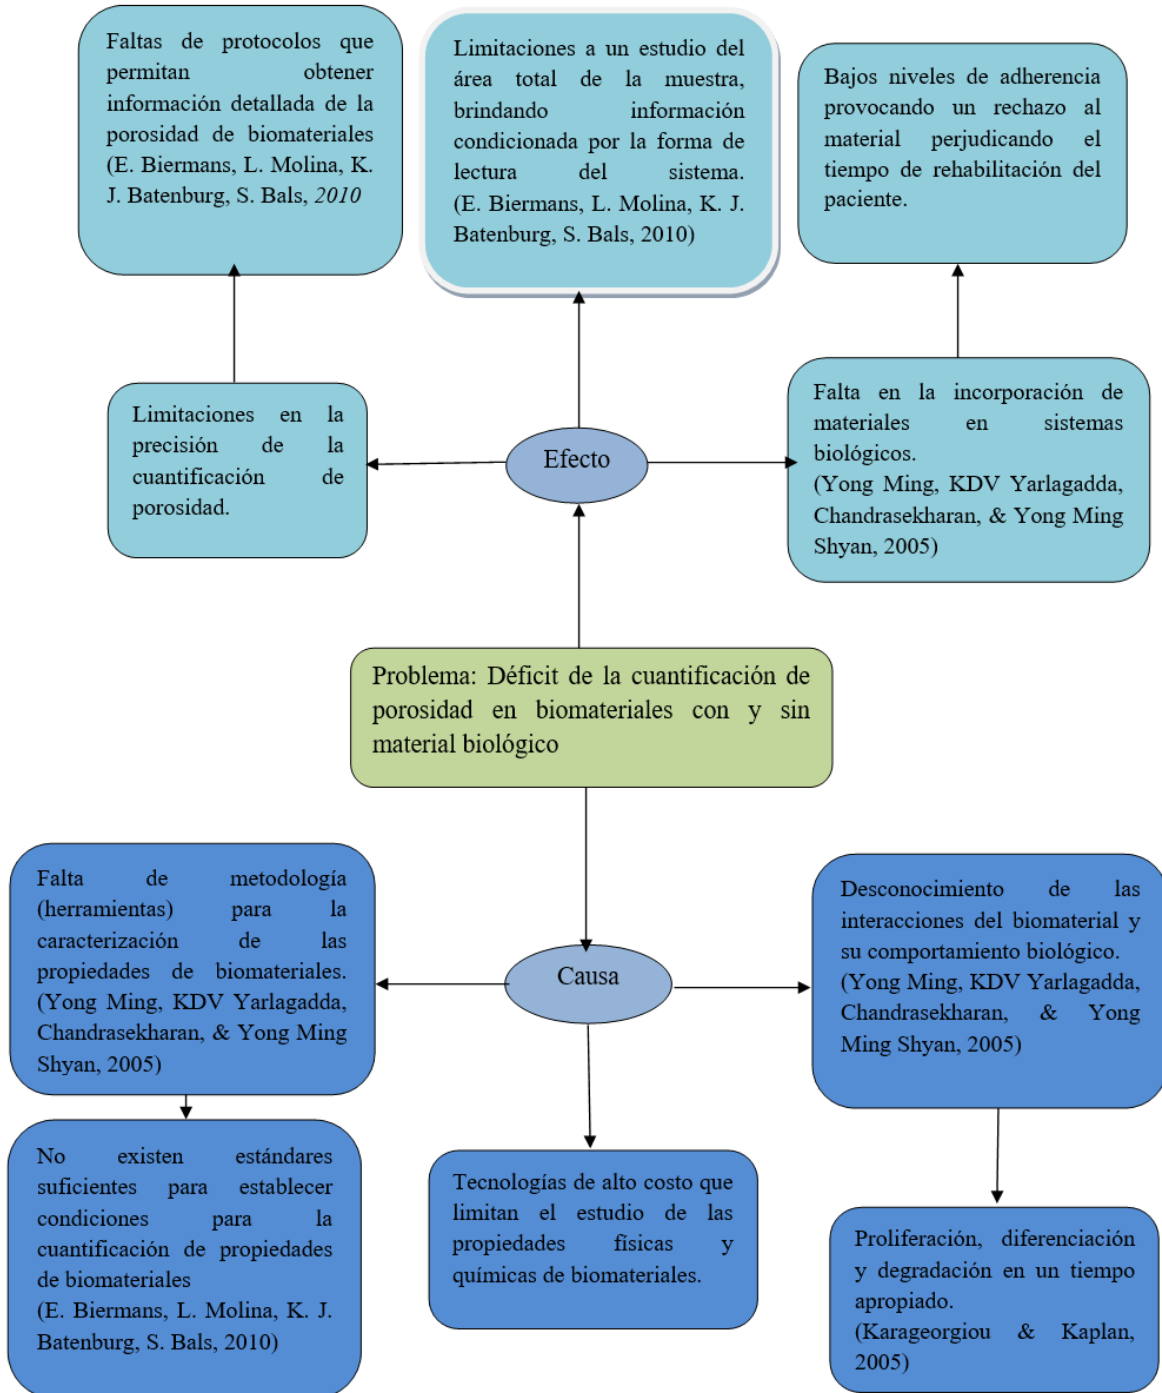 Faltas de protocolos que
permitan obtener
información detallada de la
porosidad de biomateriales
(E. Biermans, L. Molina, K.
J. Batenburg, S. Bals, 2010
Limitaciones a un estudio del
área total de la muestra,
brindando información
condicionada por la forma de
lectura del sistema.
(E. Biermans, L. Molina, K. J.
Batenburg, S. Bals, 2010)
Bajos niveles de adherencia
provocando un rechazo al
material perjudicando el
tiempo de rehabilitación del
paciente.
Limitaciones en la
precisión de la
cuantificación de
porosidad.
Efecto
Falta en la incorporación de
materiales en sistemas
biológicos.
(Yong Ming, KDV Yarlagadda,
Chandrasekharan, & Yong Ming
Shyan, 2005)
Problema: Déficit de la cuantificación de
porosidad en biomateriales con y sin
material biológico
Falta de metodología
(herramientas) para la
caracterización de las
propiedades de biomateriales.
(Yong Ming, KDV Yarlagadda,
Chandrasekharan, & Yong Ming
Shyan, 2005)
Causa
Desconocimiento de las
interacciones del biomaterial y
su comportamiento biológico.
(Yong Ming, KDV Yarlagadda,
Chandrasekharan, & Yong
Ming Shyan, 2005)
No existen estándares
suficientes para establecer
condiciones para la
cuantificación de propiedades
de biomateriales
(E. Biermans, L. Molina, K. J.
Batenburg, S. Bals, 2010)
Tecnologías de alto costo que
limitan el estudio de las
propiedades físicas y
químicas de biomateriales.
Proliferación, diferenciación
y degradación en un tiempo
apropiado.
(Karageorgiou & Kaplan,
2005)